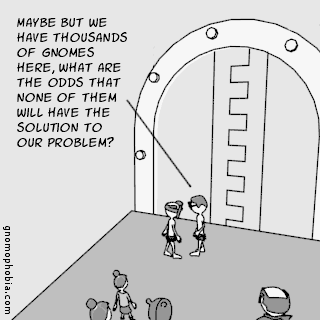 MAYBE BUT WE
HAVE THOUSANDS
OF GNOMES
HERE, WHAT ARE
THE ODDS THAT
NONE OF THEM
WILL HAVE THE
SOLUTION TO
OUR PROBLEM?
gnomophobia.com